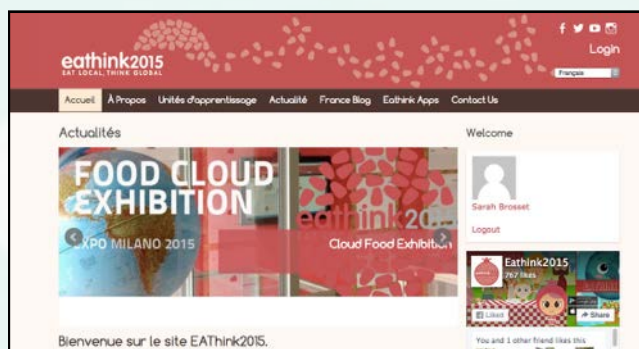 eathink2015
EAT LOCAL, THINK GLOBAL
Login
Français
Accueil À Propos Unités d'apprentissage Actualité France Blog Eathink Apps Contact Us
Actualités
FOOD CLOUD
EXHIBITION
EXPO MILANO 2015
eathink20
Cloud Food Exhibition
Bienvenue sur le site EAThink2015.
Welcome
Sarah Brosset
Logout
Eathink2015
767 likes
Liked
Share
You and 1 other friend likes this